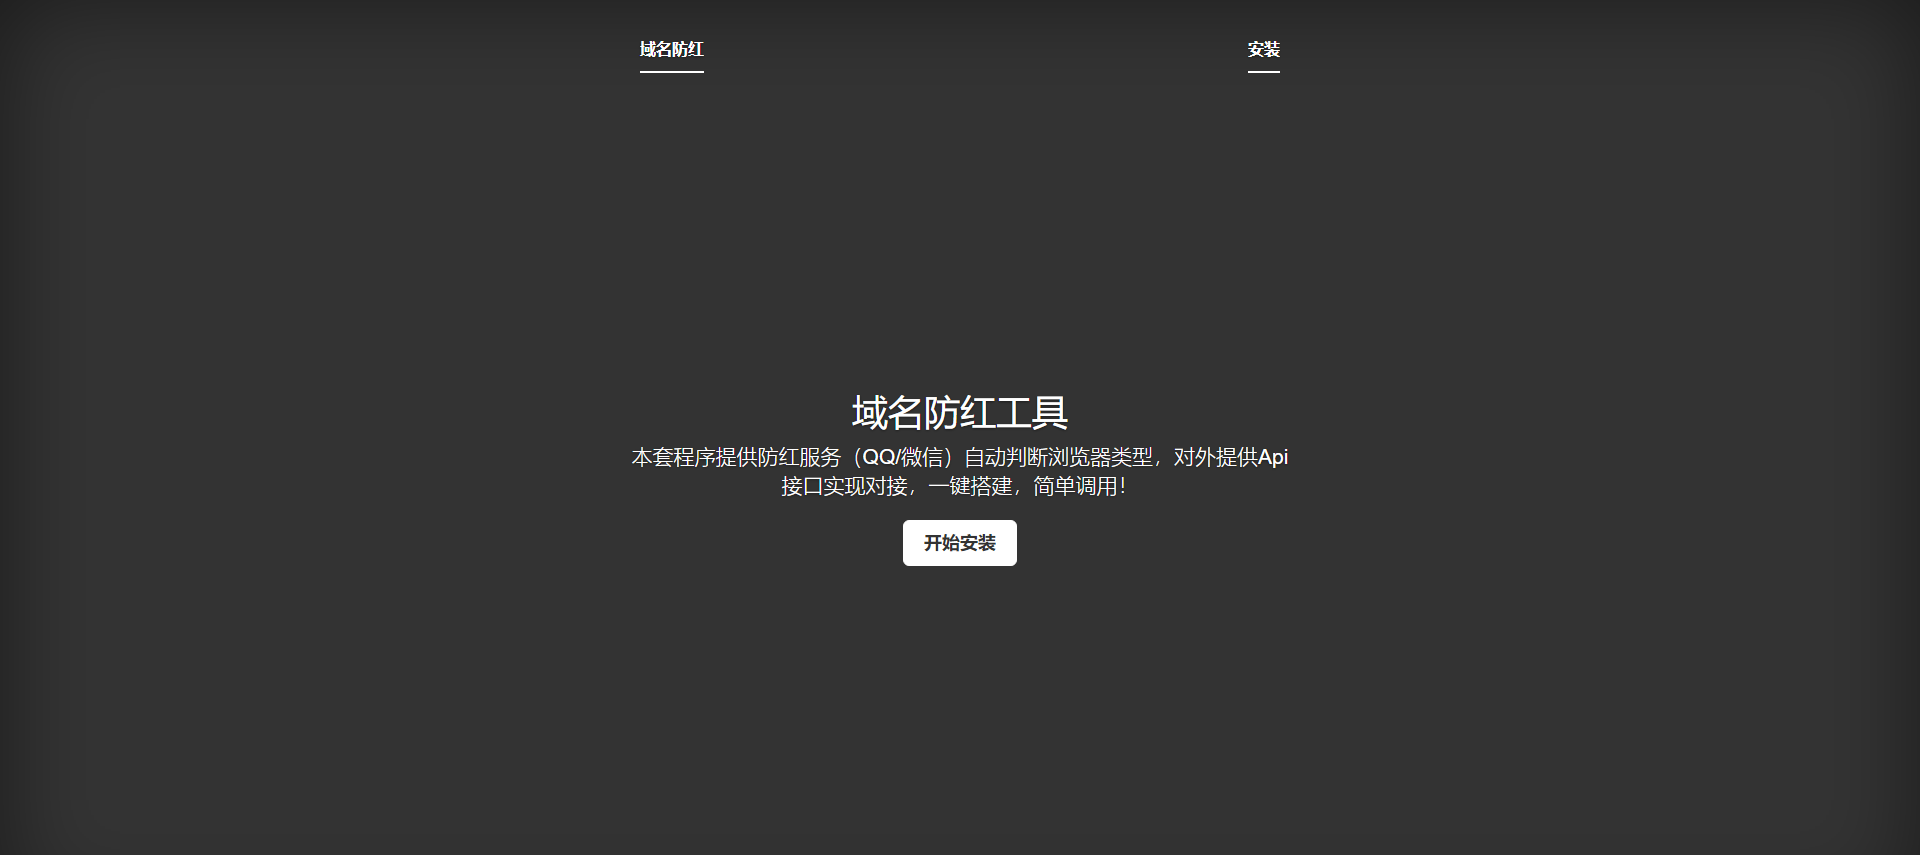 域名防红
安装
域名防红工具
本套程序提供防红服务（QQ/微信）自动判断浏览器类型，对外提供Api
接口实现对接，一键搭建，简单调用！
开始安装